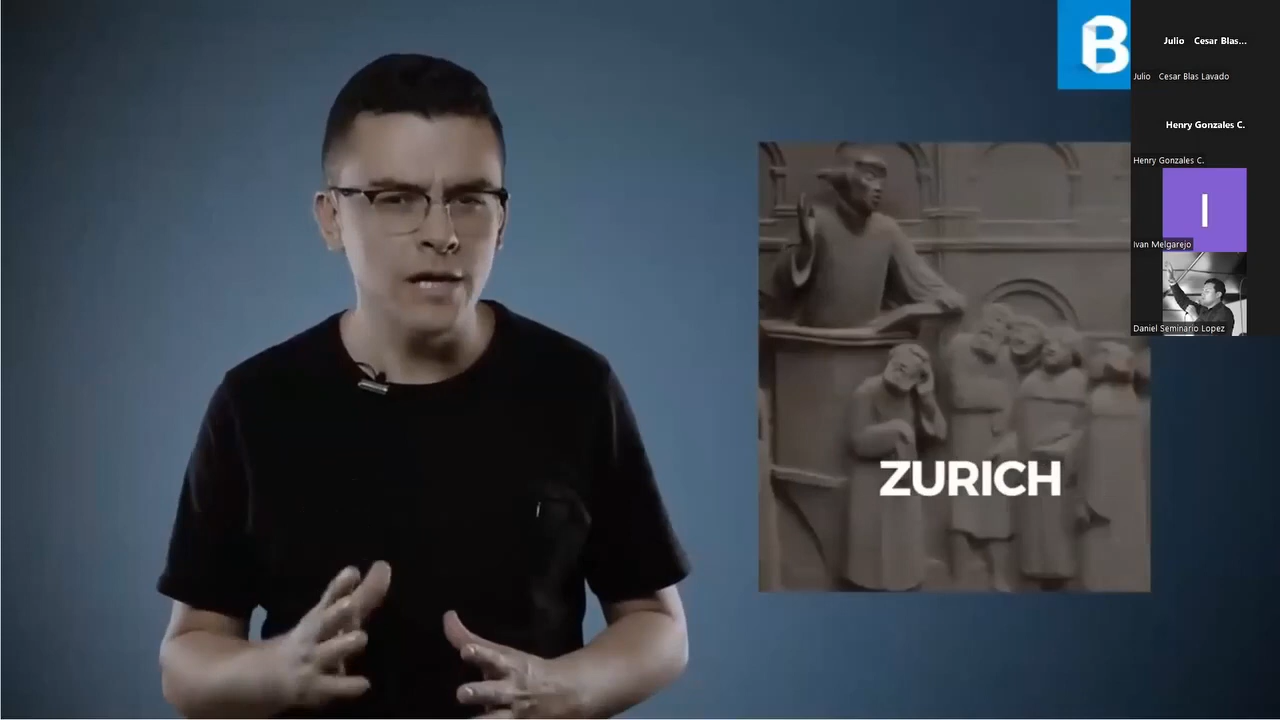 B
ZURICH
Julio Cesar Blas...
Julio Cesar Blas Lavado
Henry Gonzales C.
Henry Gonzales C.
I
Ivan Melgarejo
Daniel Seminario Lopez